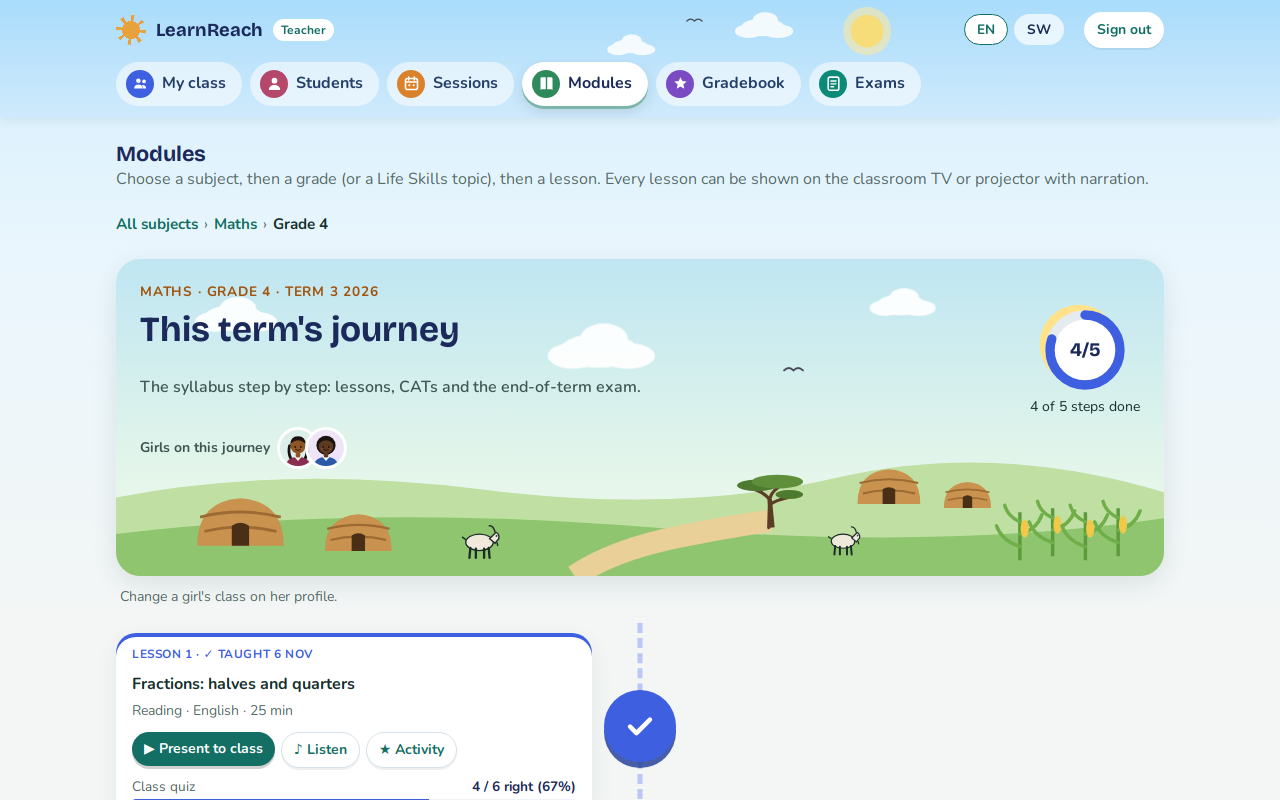 LearnReach Teacher EN SW Sign out
My class Students Sessions Modules Gradebook Exams
Modules
Choose a subject, then a grade (or a Life Skills topic), then a lesson. Every lesson can be shown on the classroom TV or projector with narration.
All subjects › Maths › Grade 4
MATHS · GRADE 4 · TERM 3 2026
This term's journey
4/5
The syllabus step by step: lessons, CATs and the end-of-term exam.
4 of 5 steps done
Girls on this journey
Change a girl's class on her profile.
LESSON 1 · ✓ TAUGHT 6 NOV
Fractions: halves and quarters
Reading · English · 25 min
▶ Present to class ♪ Listen ★ Activity
Class quiz 4 / 6 right (67%)